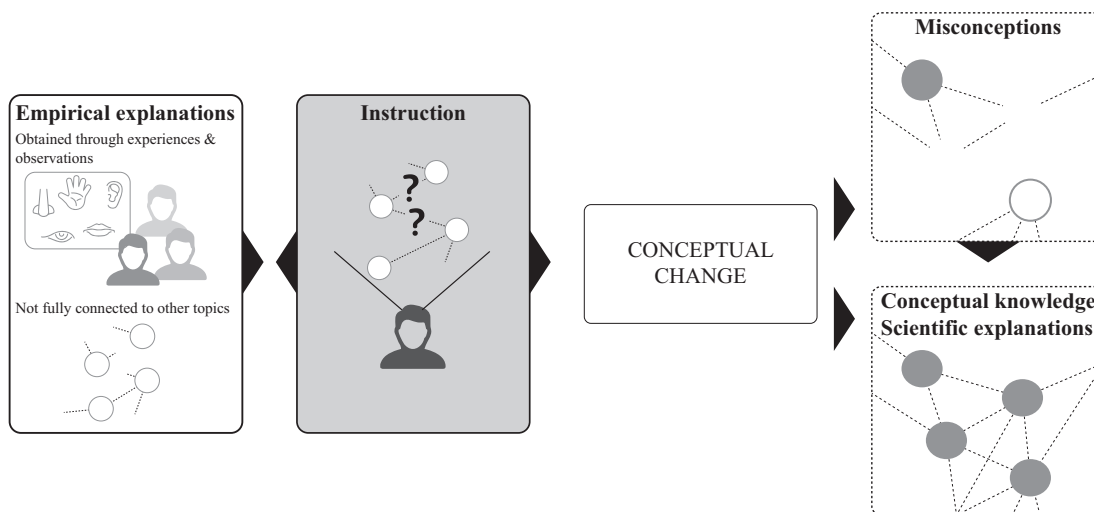 Empirical explanations
Obtained through experiences &
observations
Not fully connected to other topics
Instruction
?
?
CONCEPTUAL
CHANGE
Misconceptions
Conceptual knowledge
Scientific explanations